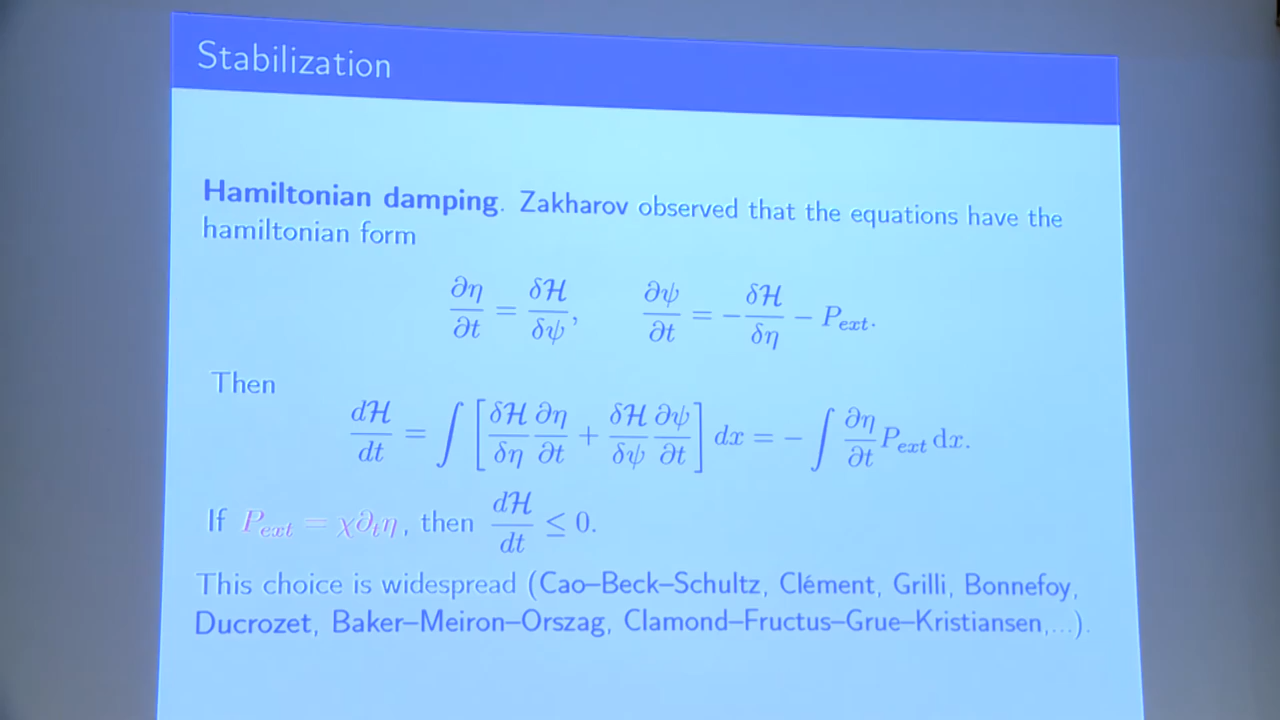 Stabilization
Hamiltonian damping. Zakharov observed that the equations have the
hamiltonian form
∂η/∂t = δℋ/δψ, ∂ψ/∂t = −δℋ/δη − P_ext.
Then
dℋ/dt = ∫ [δℋ/δη ∂η/∂t + δℋ/δψ ∂ψ/∂t] dx = − ∫ ∂η/∂t P_ext dx.
If P_ext = χ∂_tη, then dℋ/dt ≤ 0.
This choice is widespread (Cao–Beck–Schultz, Clément, Grilli, Bonnefoy,
Ducrozet, Baker–Meiron–Orszag, Clamond–Fructus–Grue–Kristiansen,...).